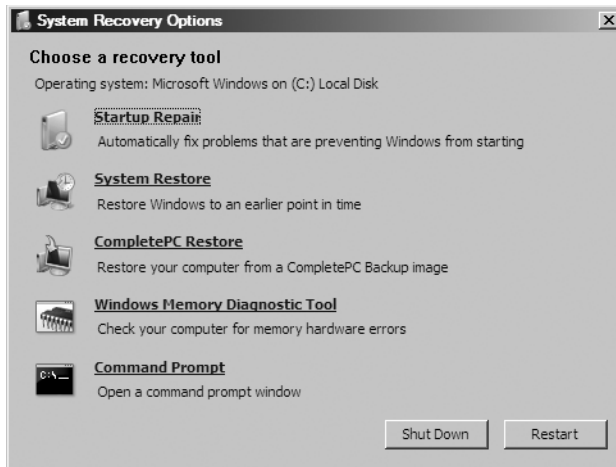 System Recovery Options
Choose a recovery tool
Operating system: Microsoft Windows on (C:) Local Disk
Startup Repair
Automatically fix problems that are preventing Windows from starting
System Restore
Restore Windows to an earlier point in time
CompletePC Restore
Restore your computer from a CompletePC Backup image
Windows Memory Diagnostic Tool
Check your computer for memory hardware errors
C:\_
Command Prompt
Open a command prompt window
Shut Down Restart